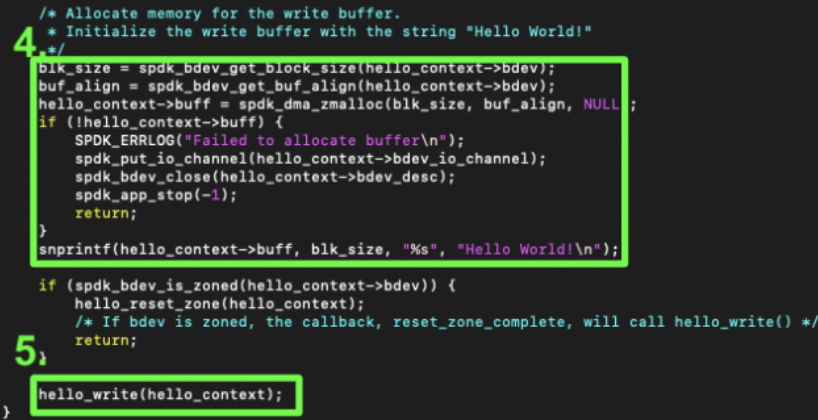 /* Allocate memory for the write buffer.
* Initialize the write buffer with the string "Hello World!"
4. */
blk_size = spdk_bdev_get_block_size(hello_context->bdev);
buf_align = spdk_bdev_get_buf_align(hello_context->bdev);
hello_context->buff = spdk_dma_zmalloc(blk_size, buf_align, NULL);
if (!hello_context->buff) {
SPDK_ERRLOG("Failed to allocate buffer\n");
spdk_put_io_channel(hello_context->bdev_io_channel);
spdk_bdev_close(hello_context->bdev_desc);
spdk_app_stop(-1);
return;
}
snprintf(hello_context->buff, blk_size, "%s", "Hello World!\n");
if (spdk_bdev_is_zoned(hello_context->bdev)) {
hello_reset_zone(hello_context);
/* If bdev is zoned, the callback, reset_zone_complete, will call hello_write() */
return;
5. }
hello_write(hello_context);
}